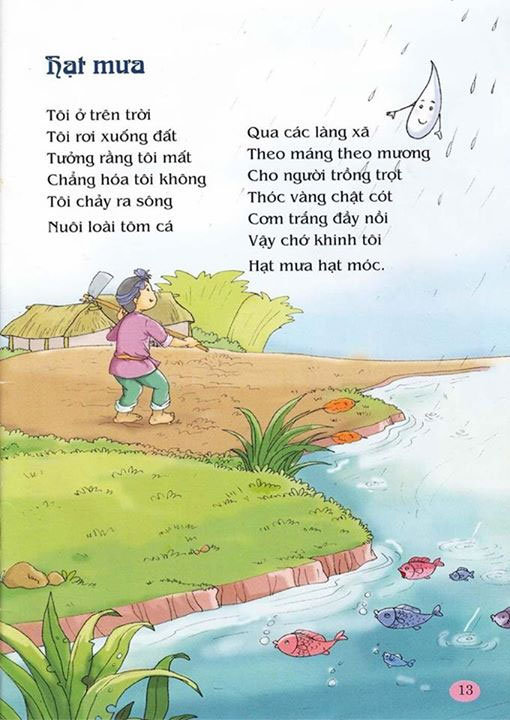 Hạt mưa
Tôi ở trên trời
Tôi rơi xuống đất
Tưởng rằng tôi mất
Chẳng hóa tôi không
Tôi chảy ra sông
Nuôi loài tôm cá
Qua các làng xã
Theo máng theo mương
Cho người trồng trọt
Thóc vàng chật cót
Cơm trắng đầy nồi
Vậy chớ khinh tôi
Hạt mưa hạt móc.
13